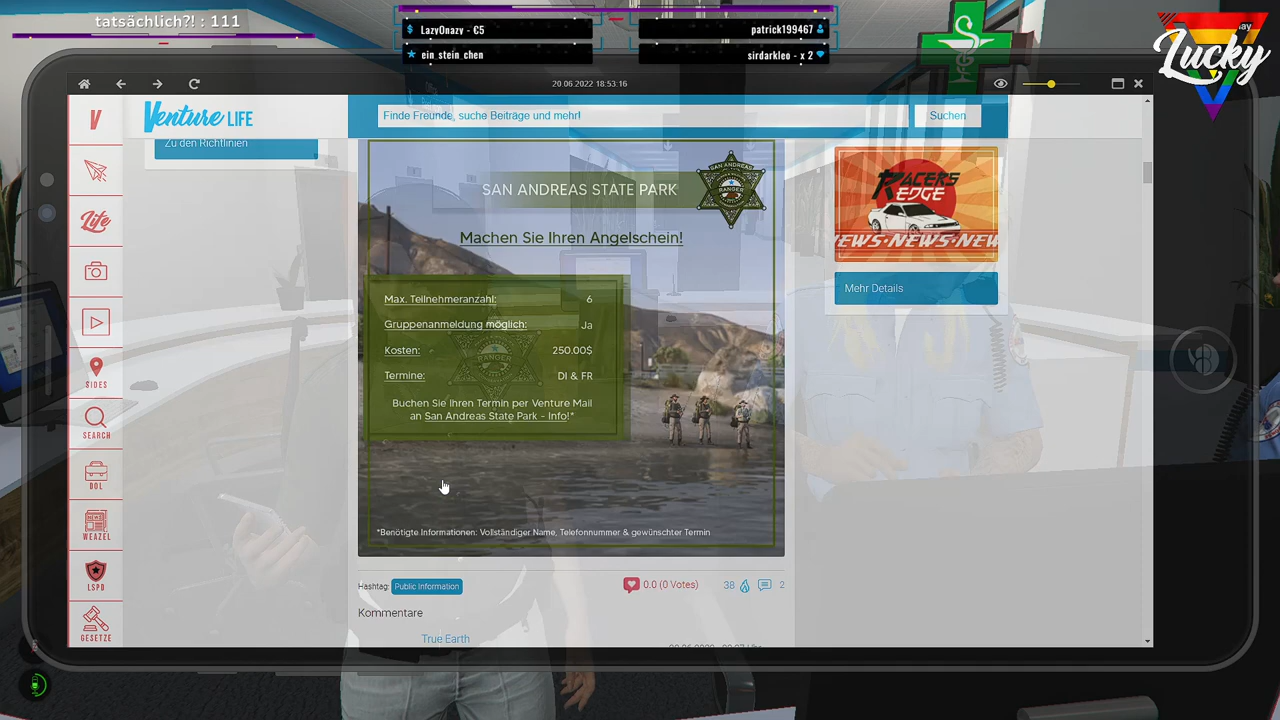 tatsächlich?! : 111
LazyOnazy - €5
ein_stein_chen
patrick199467
sirdarkleo - x 2
Lucky
20.06.2022 18:53:16
V
Venture LIFE
Finde Freunde, suche Beiträge und mehr!
Suchen
Zu den Richtlinien
Life
SIDES
SEARCH
DOL
WEAZEL
LSPD
GESETZE
SAN ANDREAS STATE PARK
RANGER
Machen Sie Ihren Angelschein!
Max. Teilnehmeranzahl: 6
Gruppenanmeldung möglich: Ja
Kosten: 250.00$
Termine: DI & FR
Buchen Sie Ihren Termin per Venture Mail
an San Andreas State Park - Info!*
*Benötigte Informationen: Vollständiger Name, Telefonnummer & gewünschter Termin
Hashtag: Public Information
0.0 (0 Votes) 38 2
Kommentare
True Earth
RACERS
EDGE
EWS·NEWS·NEW
Mehr Details